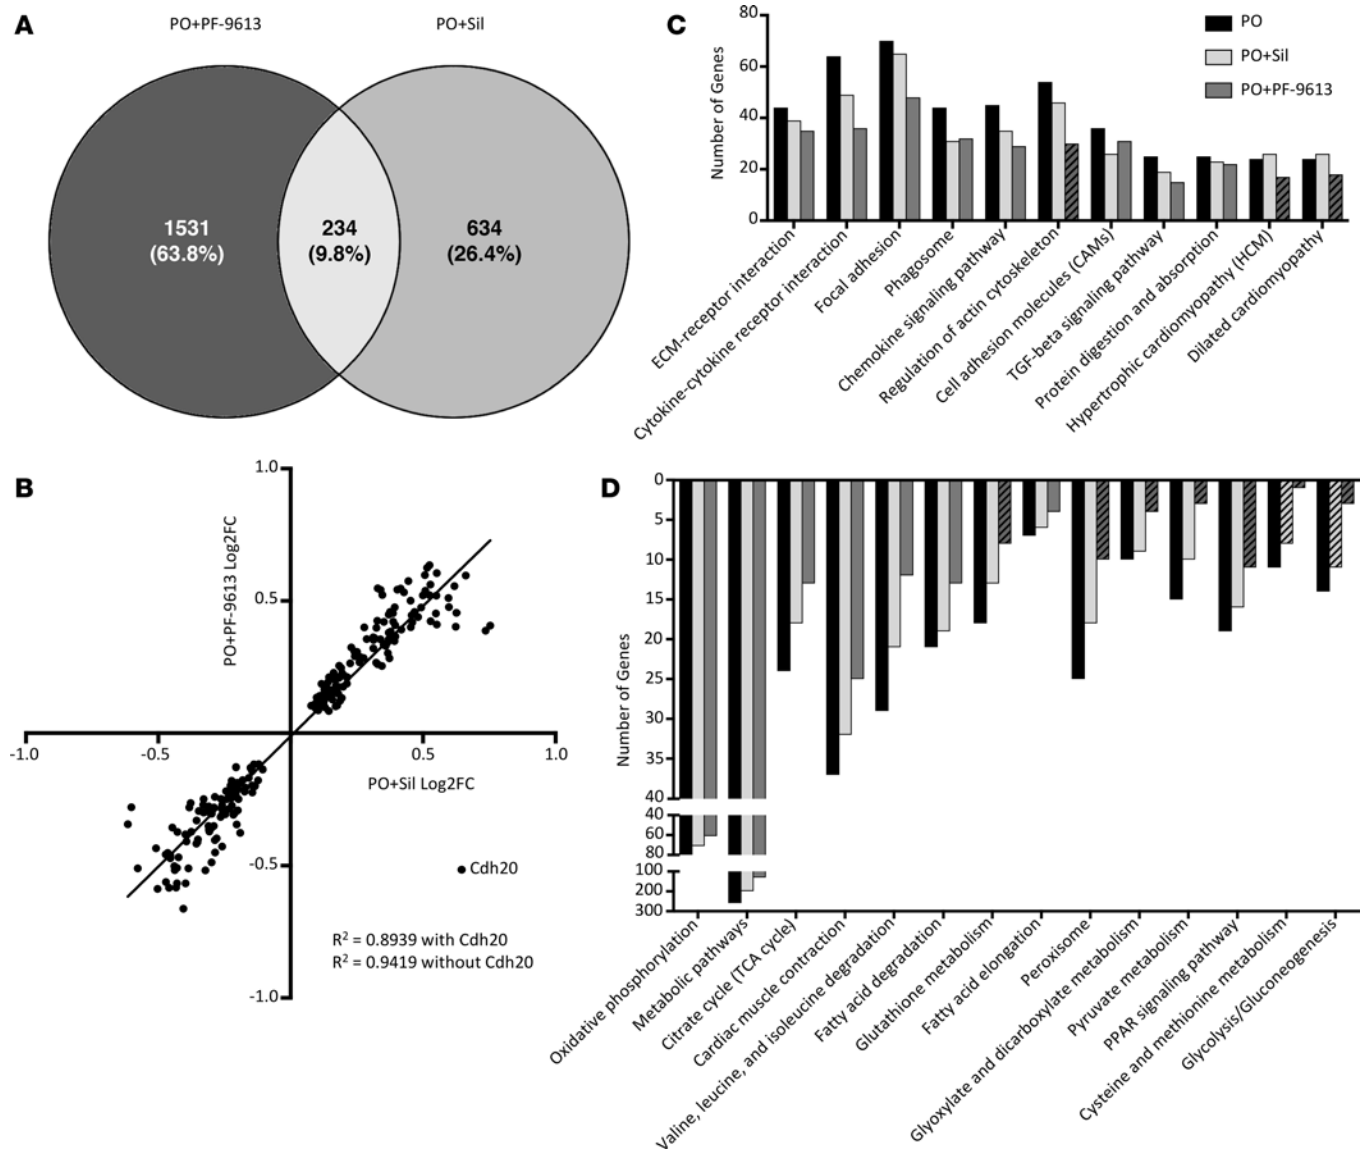 A
PO+PF-9613
PO+Sil
1531
(63.8%)
234
(9.8%)
634
(26.4%)
B
1.0
0.5
-0.5
-1.0
-1.0
-0.5
0.5
1.0
PO+PF-9613 Log2FC
PO+Sil Log2FC
Cdh20
R² = 0.8939 with Cdh20
R² = 0.9419 without Cdh20
C
80
60
40
20
0
Number of Genes
PO
PO+Sil
PO+PF-9613
ECM-receptor interaction
Cytokine-cytokine receptor interaction
Focal adhesion
Phagosome
Chemokine signaling pathway
Regulation of actin cytoskeleton
Cell adhesion molecules (CAMs)
TGF-beta signaling pathway
Protein digestion and absorption
Hypertrophic cardiomyopathy (HCM)
Dilated cardiomyopathy
D
0
5
10
15
20
25
30
35
40
40
60
80
100
200
300
Number of Genes
Oxidative phosphorylation
Metabolic pathways
Citrate cycle (TCA cycle)
Cardiac muscle contraction
Valine, leucine, and isoleucine degradation
Fatty acid degradation
Glutathione metabolism
Fatty acid elongation
Peroxisome
Glyoxylate and dicarboxylate metabolism
Pyruvate metabolism
PPAR signaling pathway
Cysteine and methionine metabolism
Glycolysis/Gluconeogenesis